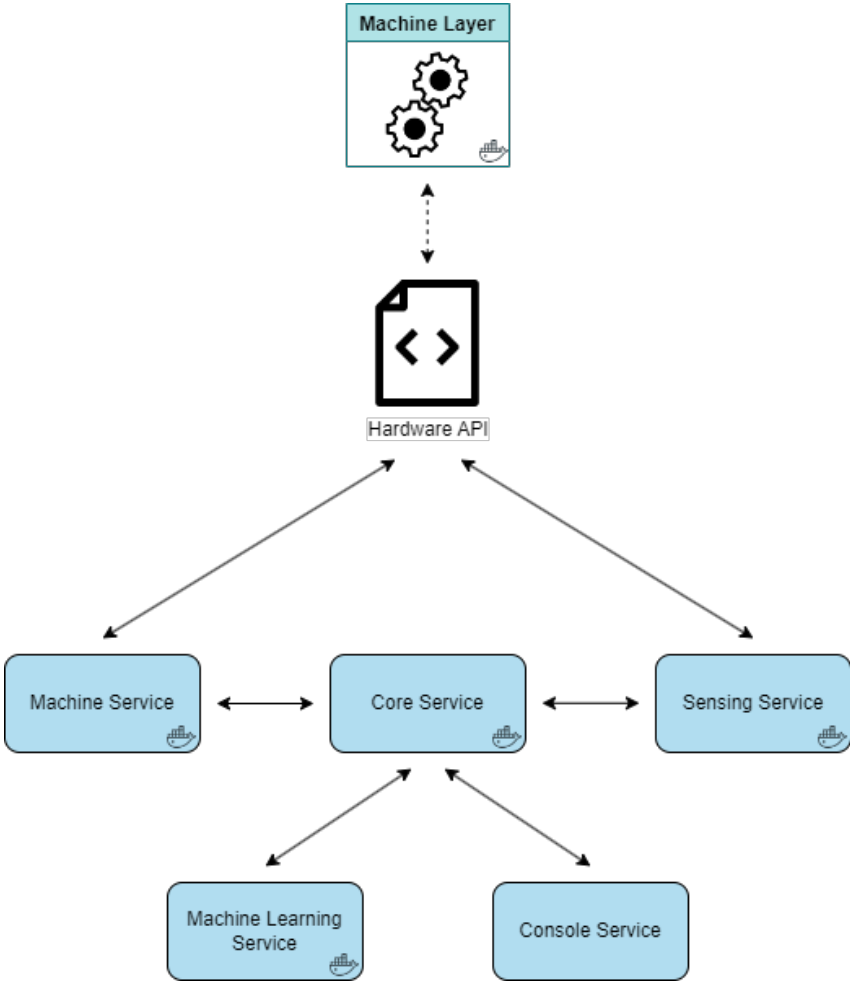 Machine Layer
Hardware API
Machine Service
Core Service
Sensing Service
Machine Learning
Service
Console Service